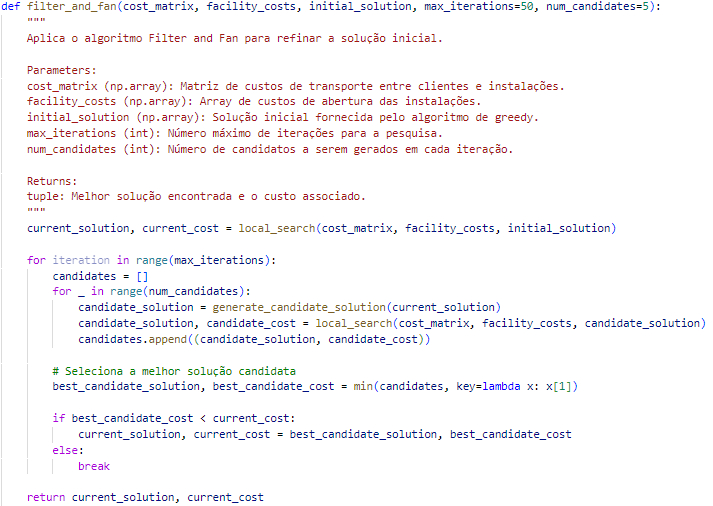 def filter_and_fan(cost_matrix, facility_costs, initial_solution, max_iterations=50, num_candidates=5):
    """
    Aplica o algoritmo Filter and Fan para refinar a solução inicial.

    Parameters:
    cost_matrix (np.array): Matriz de custos de transporte entre clientes e instalações.
    facility_costs (np.array): Array de custos de abertura das instalações.
    initial_solution (np.array): Solução inicial fornecida pelo algoritmo de greedy.
    max_iterations (int): Número máximo de iterações para a pesquisa.
    num_candidates (int): Número de candidatos a serem gerados em cada iteração.

    Returns:
    tuple: Melhor solução encontrada e o custo associado.
    """
    current_solution, current_cost = local_search(cost_matrix, facility_costs, initial_solution)

    for iteration in range(max_iterations):
        candidates = []
        for _ in range(num_candidates):
            candidate_solution = generate_candidate_solution(current_solution)
            candidate_solution, candidate_cost = local_search(cost_matrix, facility_costs, candidate_solution)
            candidates.append((candidate_solution, candidate_cost))

        # Seleciona a melhor solução candidata
        best_candidate_solution, best_candidate_cost = min(candidates, key=lambda x: x[1])

        if best_candidate_cost < current_cost:
            current_solution, current_cost = best_candidate_solution, best_candidate_cost
        else:
            break

    return current_solution, current_cost